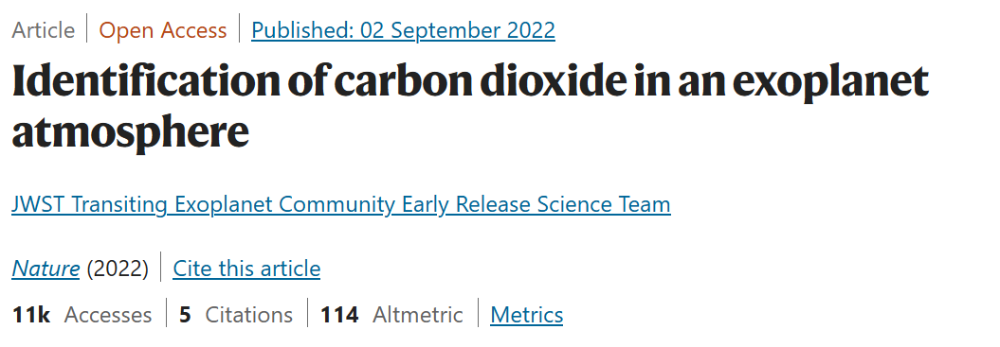 Article Open Access Published: 02 September 2022
Identification of carbon dioxide in an exoplanet
atmosphere
JWST Transiting Exoplanet Community Early Release Science Team
Nature (2022) Cite this article
11k Accesses 5 Citations 114 Altmetric Metrics